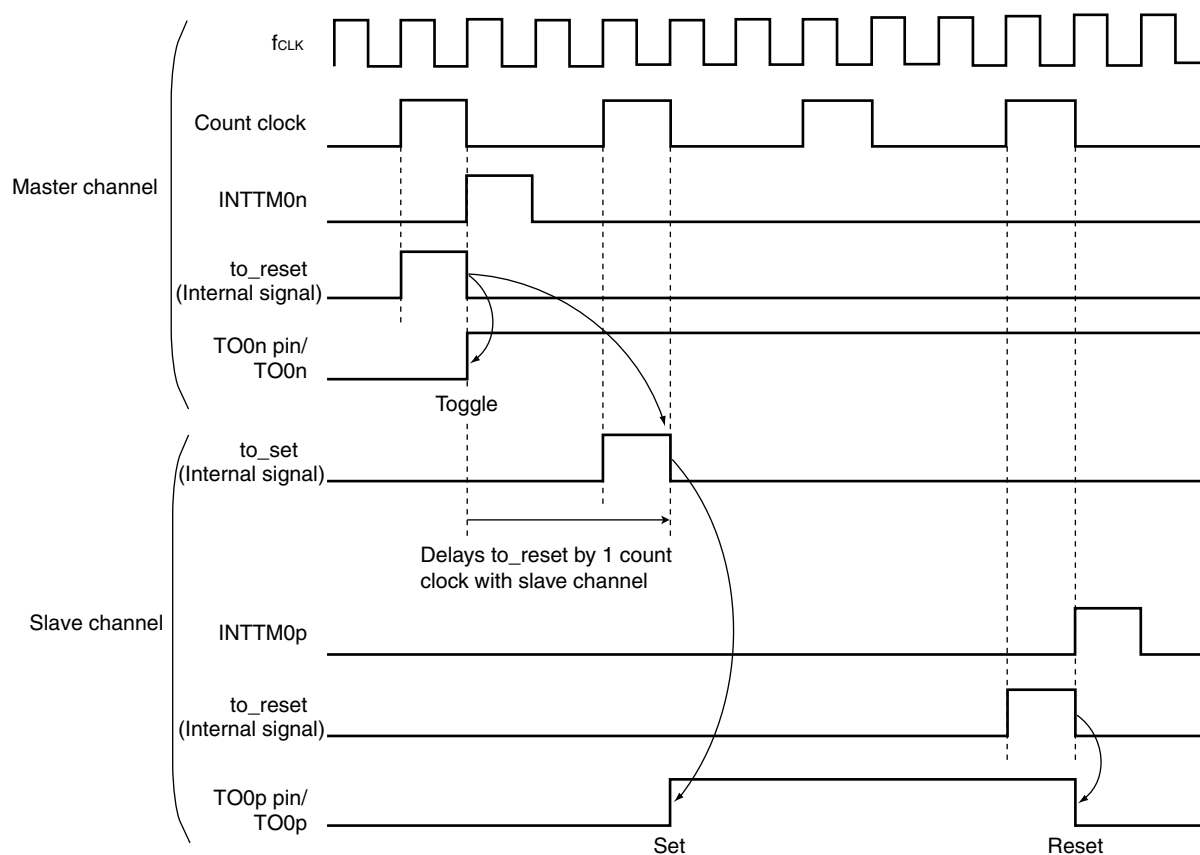 fCLK
Count clock
Master channel
INTTM0n
to_reset
(Internal signal)
TO0n pin/
TO0n
Toggle
to_set
(Internal signal)
Delays to_reset by 1 count
clock with slave channel
Slave channel
INTTM0p
to_reset
(Internal signal)
TO0p pin/
TO0p
Set
Reset